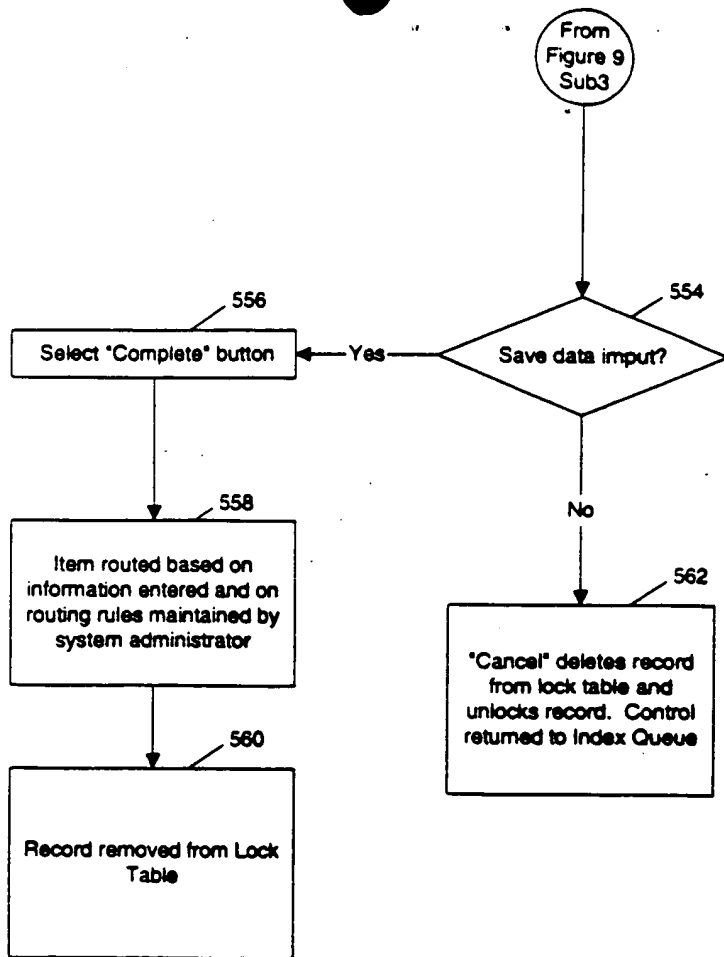 From
Figure 9
Sub3
554
Save data imput?
Yes
556
Select "Complete" button
558
Item routed based on
information entered and on
routing rules maintained by
system administrator
560
Record removed from Lock
Table
No
562
"Cancel" deletes record
from lock table and
unlocks record. Control
returned to Index Queue